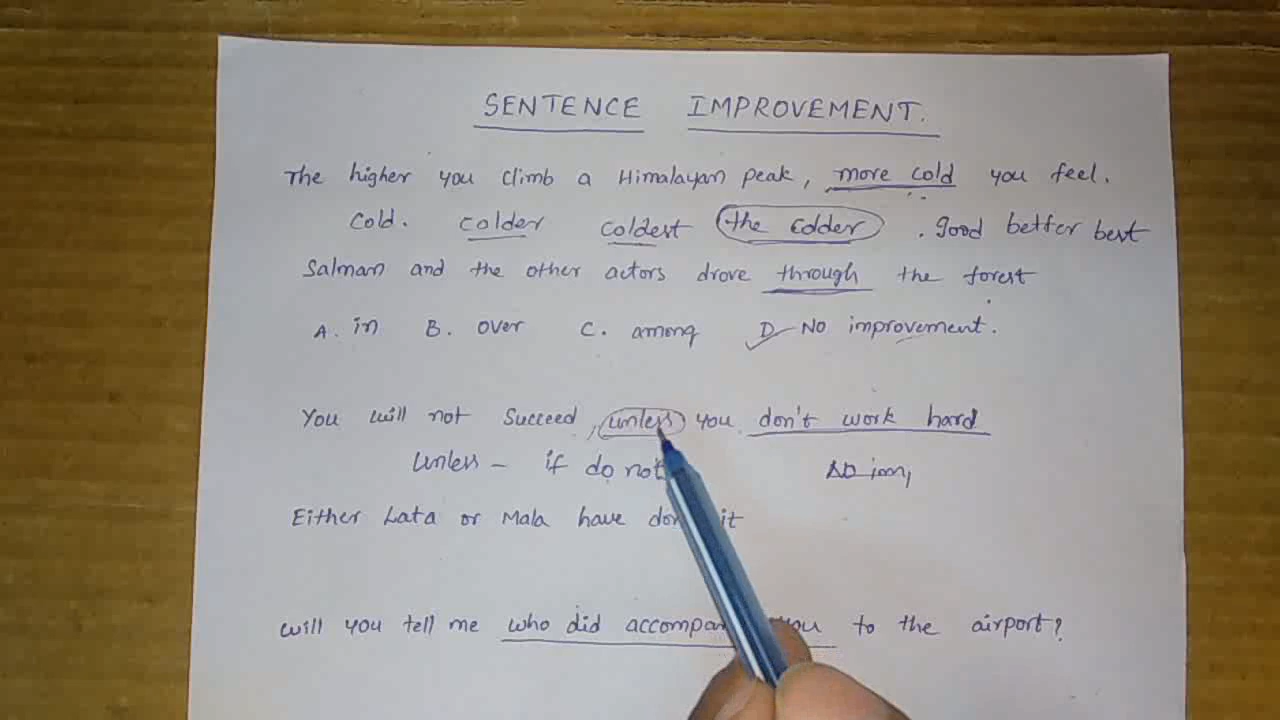 SENTENCE IMPROVEMENT.
The higher you climb a Himalayan peak, more cold you feel.
Cold. colder coldest the colder . good better best
Salman and the other actors drove through the forest
A. in B. over C. among D No improvement.
You will not Succeed, unless you don't work hard
Unless - if do not
Either Lata or Mala have it
will you tell me who did you to the airport?